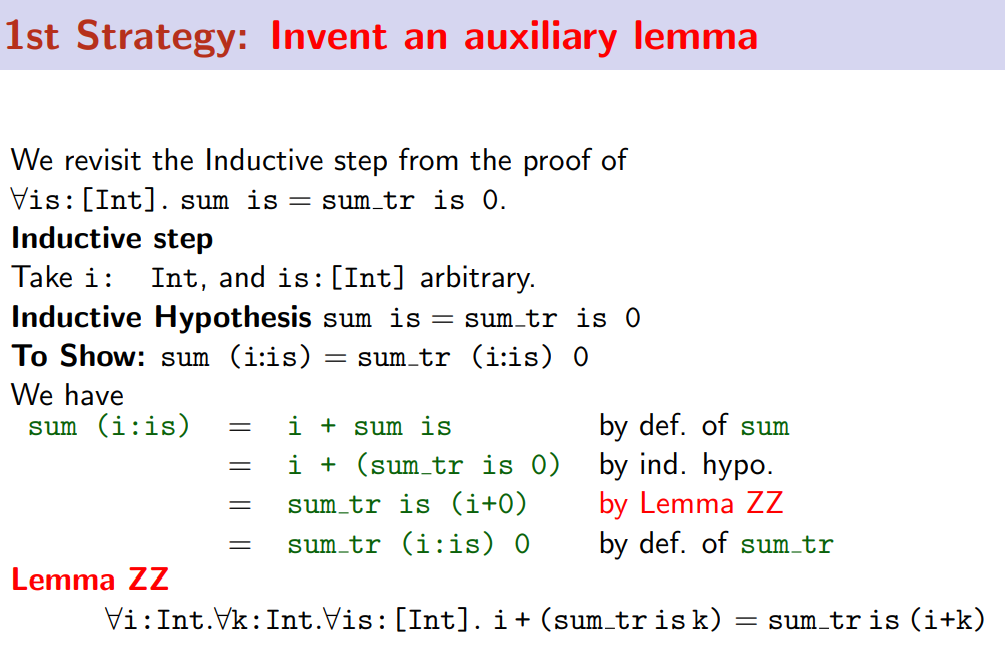 1st Strategy: Invent an auxiliary lemma
We revisit the Inductive step from the proof of
∀is:[Int]. sum is = sum_tr is 0.
Inductive step
Take i: Int, and is:[Int] arbitrary.
Inductive Hypothesis sum is = sum_tr is 0
To Show: sum (i:is) = sum_tr (i:is) 0
We have
sum (i:is) = i + sum is by def. of sum
= i + (sum_tr is 0) by ind. hypo.
= sum_tr is (i+0) by Lemma ZZ
= sum_tr (i:is) 0 by def. of sum_tr
Lemma ZZ
∀i:Int.∀k:Int.∀is:[Int]. i + (sum_tr is k) = sum_tr is (i+k)